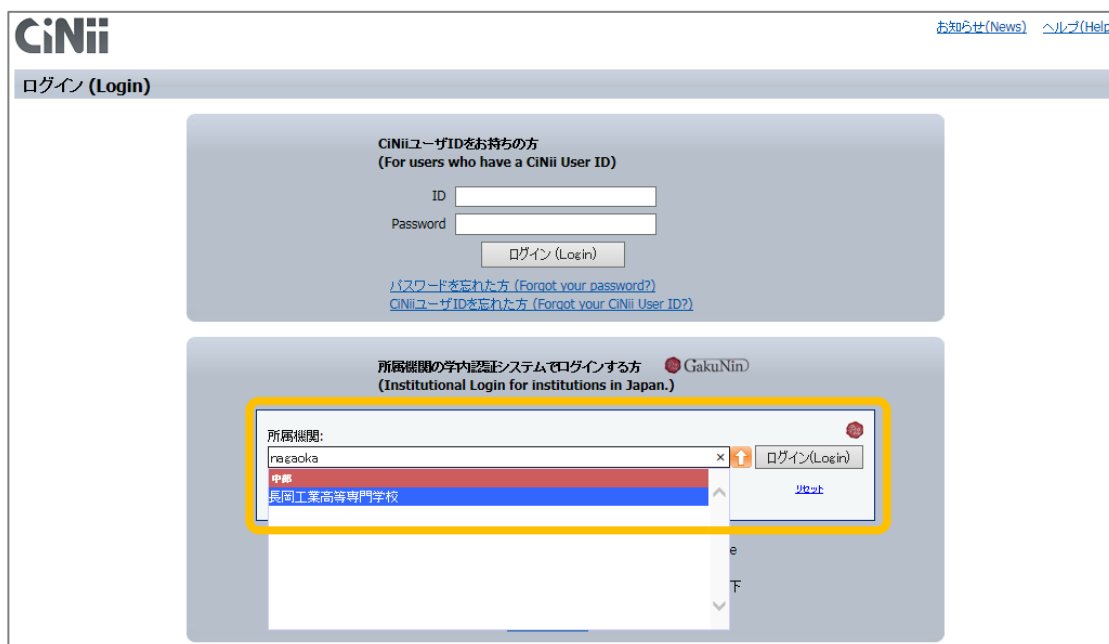 CiNii
お知らせ(News) ヘルプ(Help
ログイン (Login)
CiNiiユーザIDをお持ちの方
(For users who have a CiNii User ID)
ID
Password
ログイン (Login)
パスワードを忘れた方 (Forgot your password?)
CiNiiユーザIDを忘れた方 (Forgot your CiNii User ID?)
所属機関の学内認証システムでログインする方 GakuNin
(Institutional Login for institutions in Japan.)
所属機関:
nagaoka × ログイン(Login)
中部
長岡工業高等専門学校
リセット
e
下